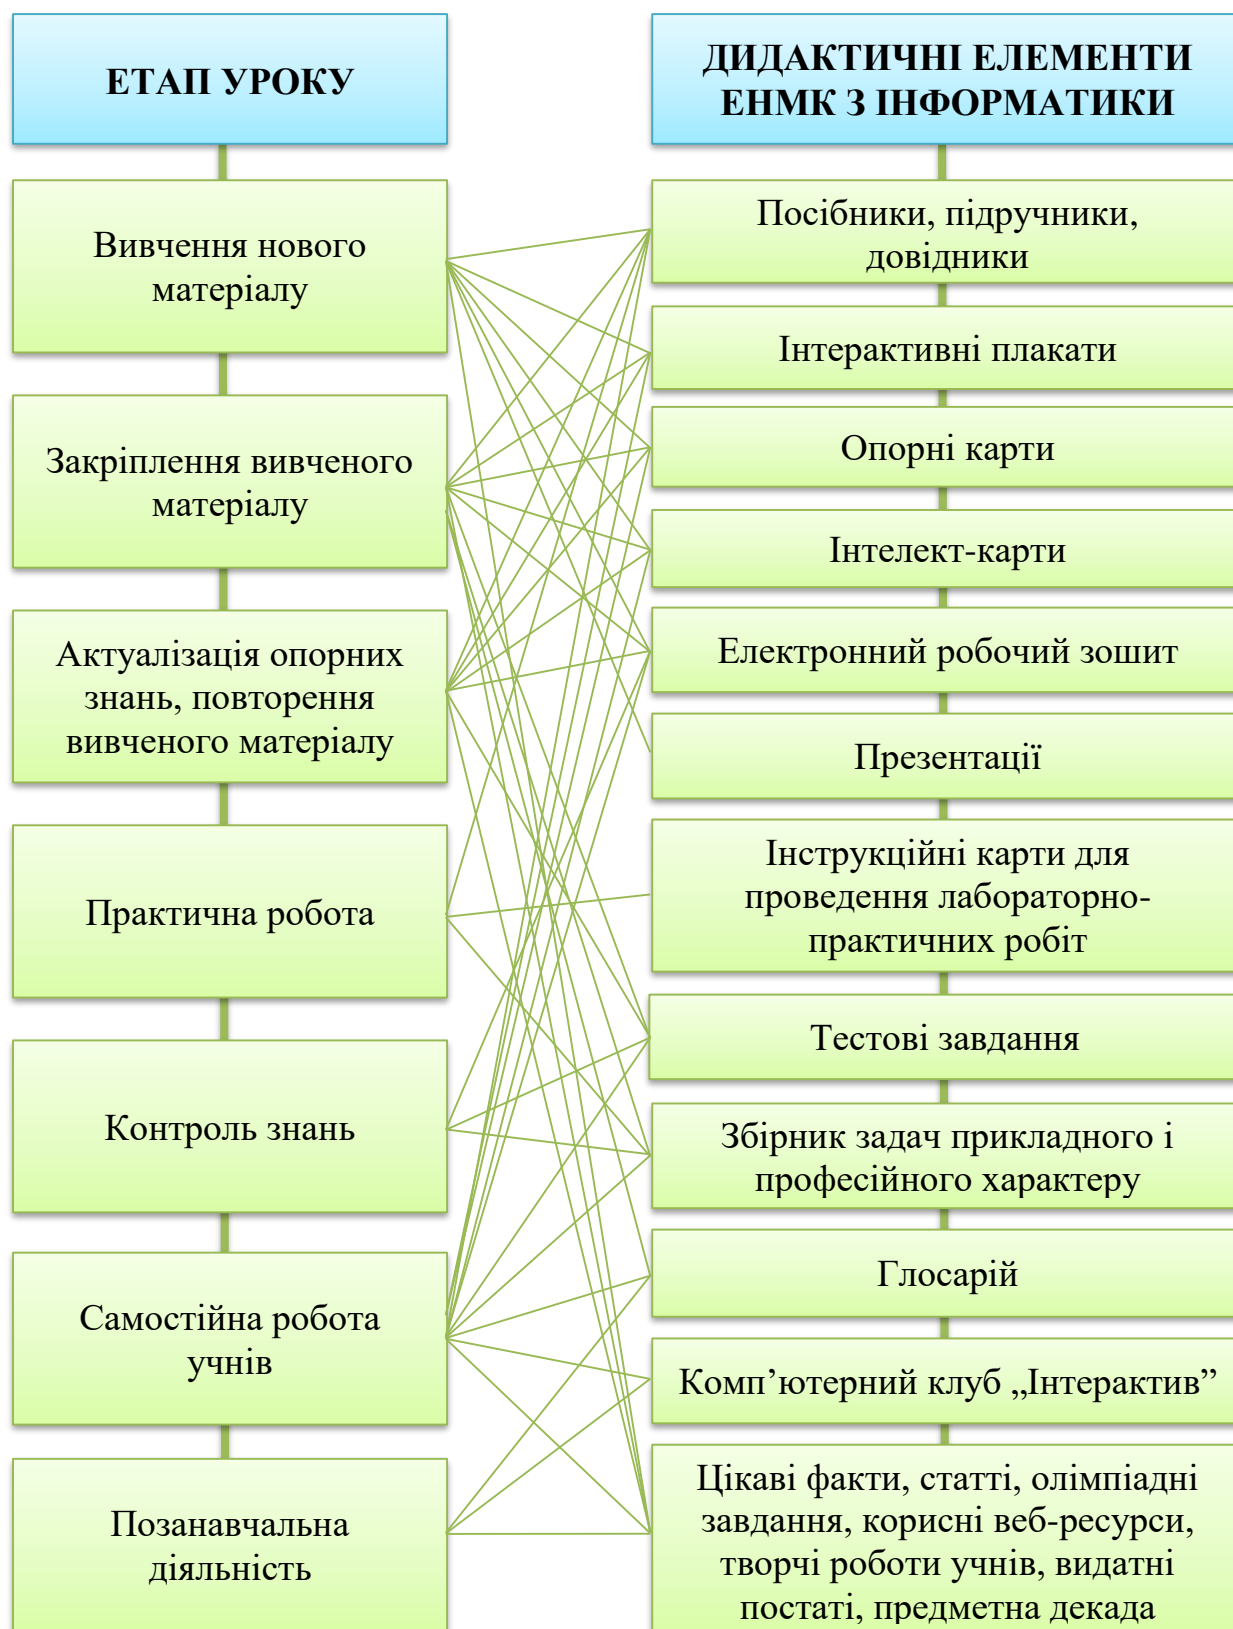 ЕТАП УРОКУ
Вивчення нового
матеріалу
Закріплення вивченого
матеріалу
Актуалізація опорних
знань, повторення
вивченого матеріалу
Практична робота
Контроль знань
Самостійна робота
учнів
Позанавчальна
діяльність
ДИДАКТИЧНІ ЕЛЕМЕНТИ
ЕНМК З ІНФОРМАТИКИ
Посібники, підручники,
довідники
Інтерактивні плакати
Опорні карти
Інтелект-карти
Електронний робочий зошит
Презентації
Інструкційні карти для
проведення лабораторно-
практичних робіт
Тестові завдання
Збірник задач прикладного і
професійного характеру
Глосарій
Комп’ютерний клуб „Інтерактив”
Цікаві факти, статті, олімпіадні
завдання, корисні веб-ресурси,
творчі роботи учнів, видатні
постаті, предметна декада